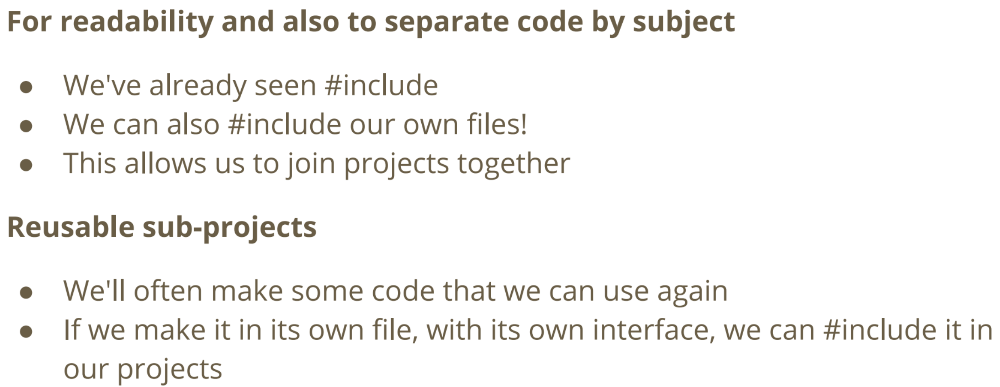 For readability and also to separate code by subject
● We've already seen #include
● We can also #include our own files!
● This allows us to join projects together
Reusable sub-projects
● We'll often make some code that we can use again
● If we make it in its own file, with its own interface, we can #include it in
our projects